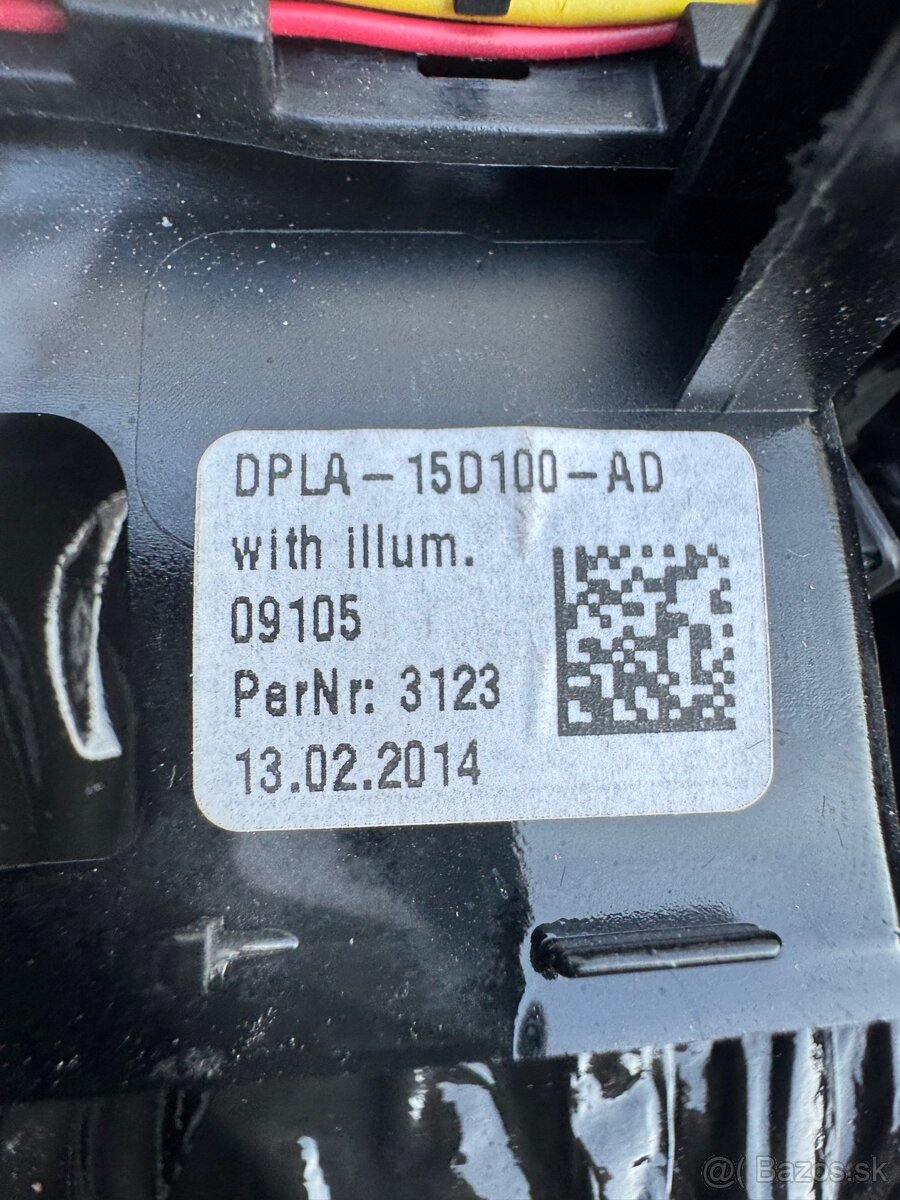 DPLA-15D100-AD
with illum.
09105
PerNr: 3123
13.02.2014
@( Bazos.sk